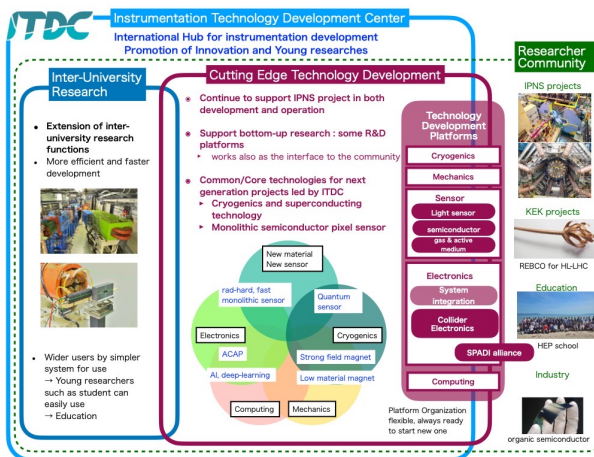 ITDC
Instrumentation Technology Development Center
International Hub for instrumentation development
Promotion of Innovation and Young researches
Inter-University
Research
• Extension of inter-
university research
functions
• More efficient and faster
development
• Wider users by simpler
system for use
→ Young researchers
such as student can
easily use
→ Education
Cutting Edge Technology Development
Continue to support IPNS project in both
development and operation
Support bottom-up research : some R&D
platforms
▸ works also as the interface to the community
Common/Core technologies for next
generation projects led by ITDC
▸ Cryogenics and superconducting
technology
▸ Monolithic semiconductor pixel sensor
New material
New sensor
rad-hard, fast
monolithic sensor
Quantum
sensor
Electronics
Cryogenics
ACAP
Strong field magnet
AI, deep-learning
Low material magnet
Computing
Mechanics
Technology
Development
Platforms
Cryogenics
Mechanics
Sensor
Light sensor
semiconductor
gas & active
medium
Electronics
System
integration
Collider
Electronics
SPADI alliance
Computing
Platform Organization
flexible, always ready
to start new one
Researcher
Community
IPNS projects
KEK projects
REBCO for HL-LHC
Education
HEP school
Industry
organic semiconductor